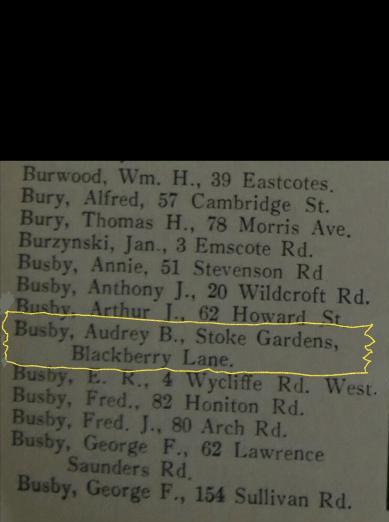 Burwood, Wm. H., 39 Eastcotes.
Bury, Alfred, 57 Cambridge St.
Bury, Thomas H., 78 Morris Ave.
Burzynski, Jan., 3 Emscote Rd.
Busby, Annie, 51 Stevenson Rd
Busby, Anthony J., 20 Wildcroft Rd.
Busby, Arthur J., 62 Howard St
Busby, Audrey B., Stoke Gardens,
Blackberry Lane.
Busby, E. R., 4 Wycliffe Rd. West.
Busby, Fred., 82 Honiton Rd.
Busby, Fred. J., 80 Arch Rd.
Busby, George F., 62 Lawrence
Saunders Rd.
Busby, George F., 154 Sullivan Rd.